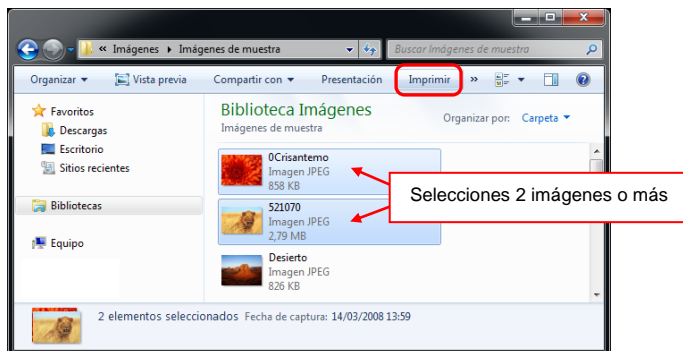 « Imágenes ▸ Imágenes de muestra
Buscar Imágenes de muestra
Organizar ▾ Vista previa Compartir con ▾ Presentación Imprimir »
Favoritos
Descargas
Escritorio
Sitios recientes
Bibliotecas
Equipo
Biblioteca Imágenes
Imágenes de muestra
Organizar por: Carpeta ▾
0Crisantemo
Imagen JPEG
858 KB
521070
Imagen JPEG
2,79 MB
Desierto
Imagen JPEG
826 KB
Selecciones 2 imágenes o más
2 elementos seleccionados Fecha de captura: 14/03/2008 13:59